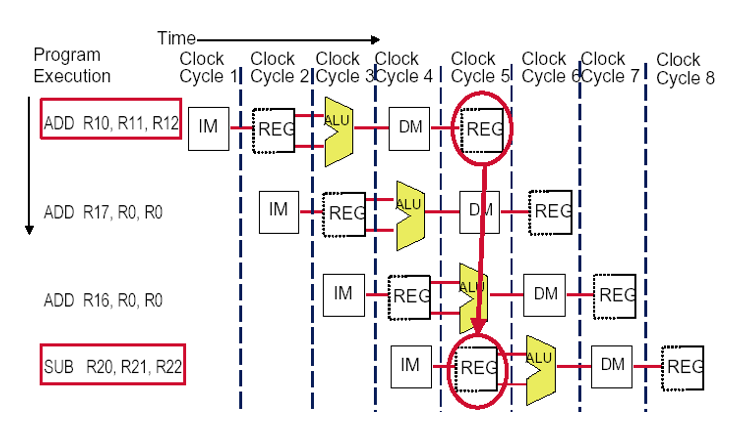 Time
Program
Execution
Clock
Cycle 1
Clock
Cycle 2
Clock
Cycle 3
Clock
Cycle 4
Clock
Cycle 5
Clock
Cycle 6
Clock
Cycle 7
Clock
Cycle 8
ADD R10, R11, R12
IM
REG
ALU
DM
REG
ADD R17, R0, R0
IM
REG
ALU
DM
REG
ADD R16, R0, R0
IM
REG
ALU
DM
REG
SUB R20, R21, R22
IM
REG
ALU
DM
REG